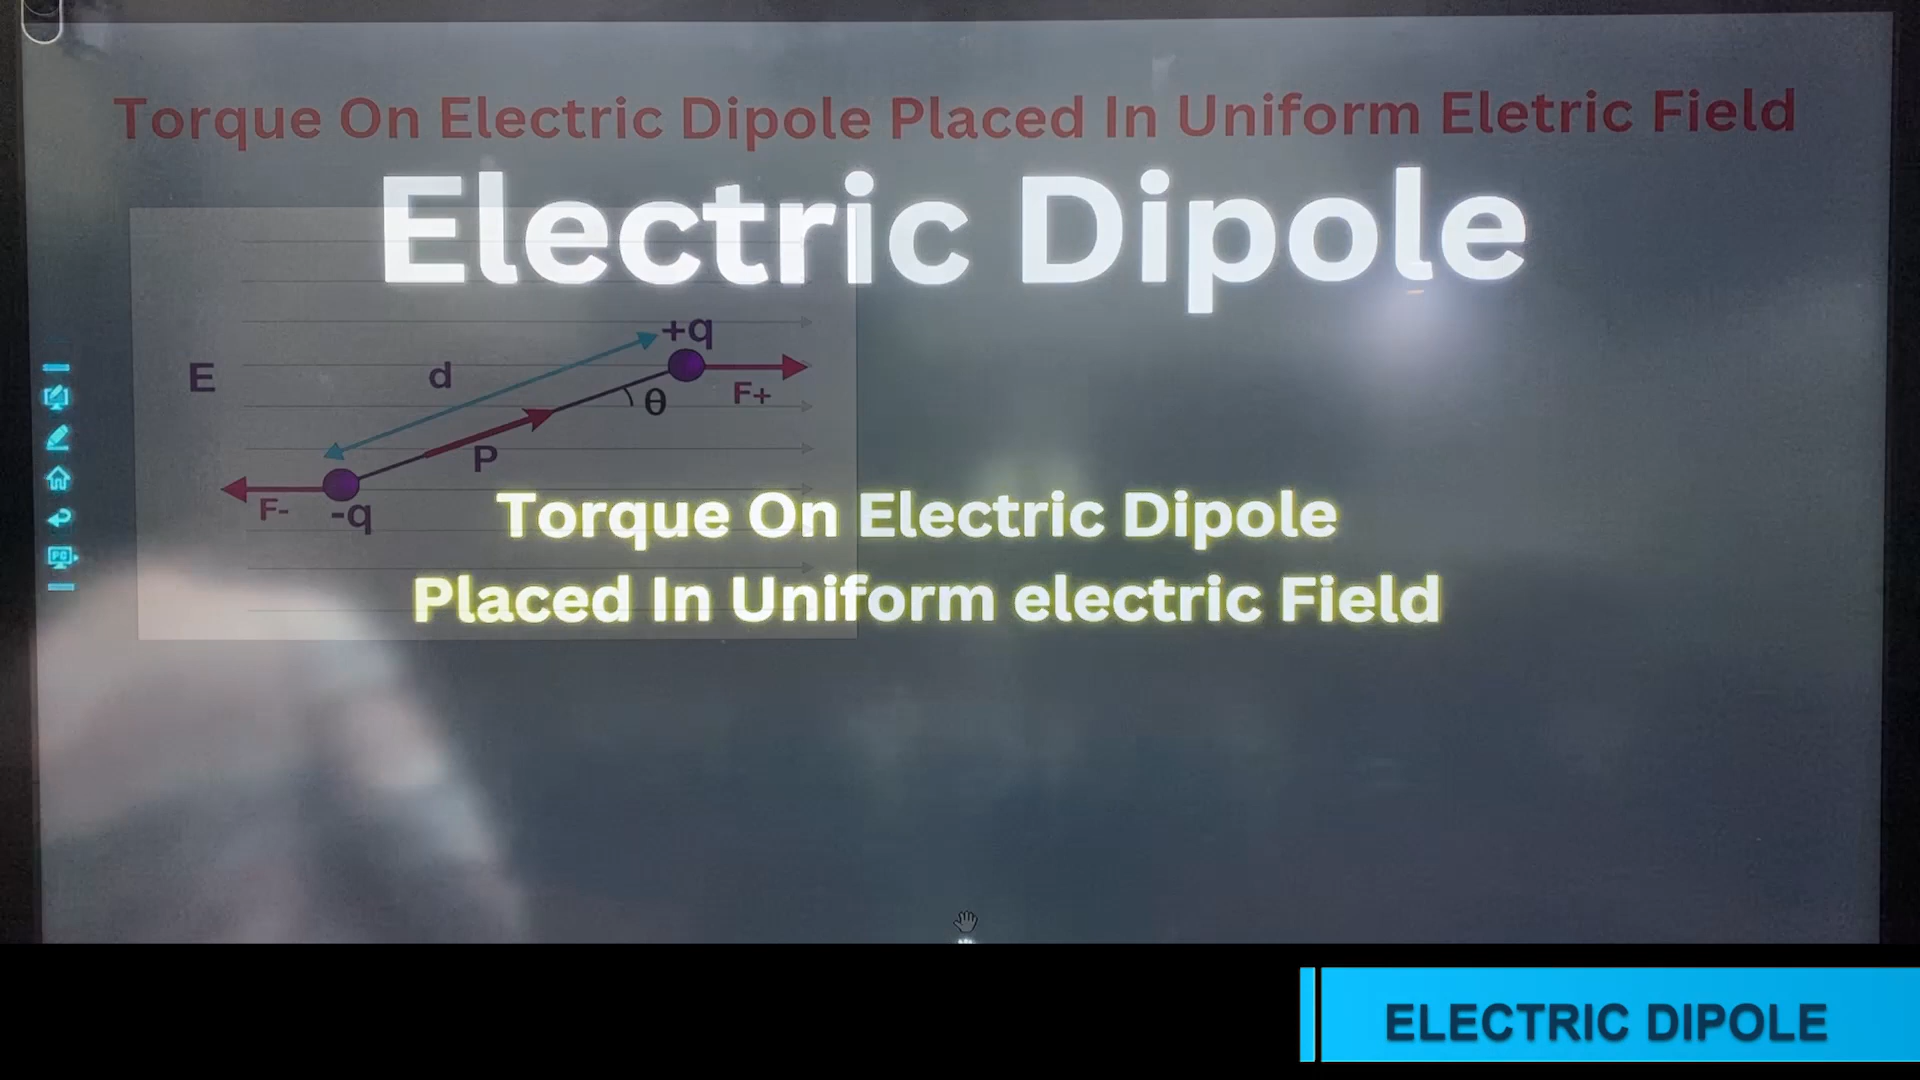 Torque On Electric Dipole Placed In Uniform Eletric Field
Electric Dipole
+q
E
d
θ
F+
P
F-
-q
Torque On Electric Dipole
Placed In Uniform electric Field
PC
ELECTRIC DIPOLE